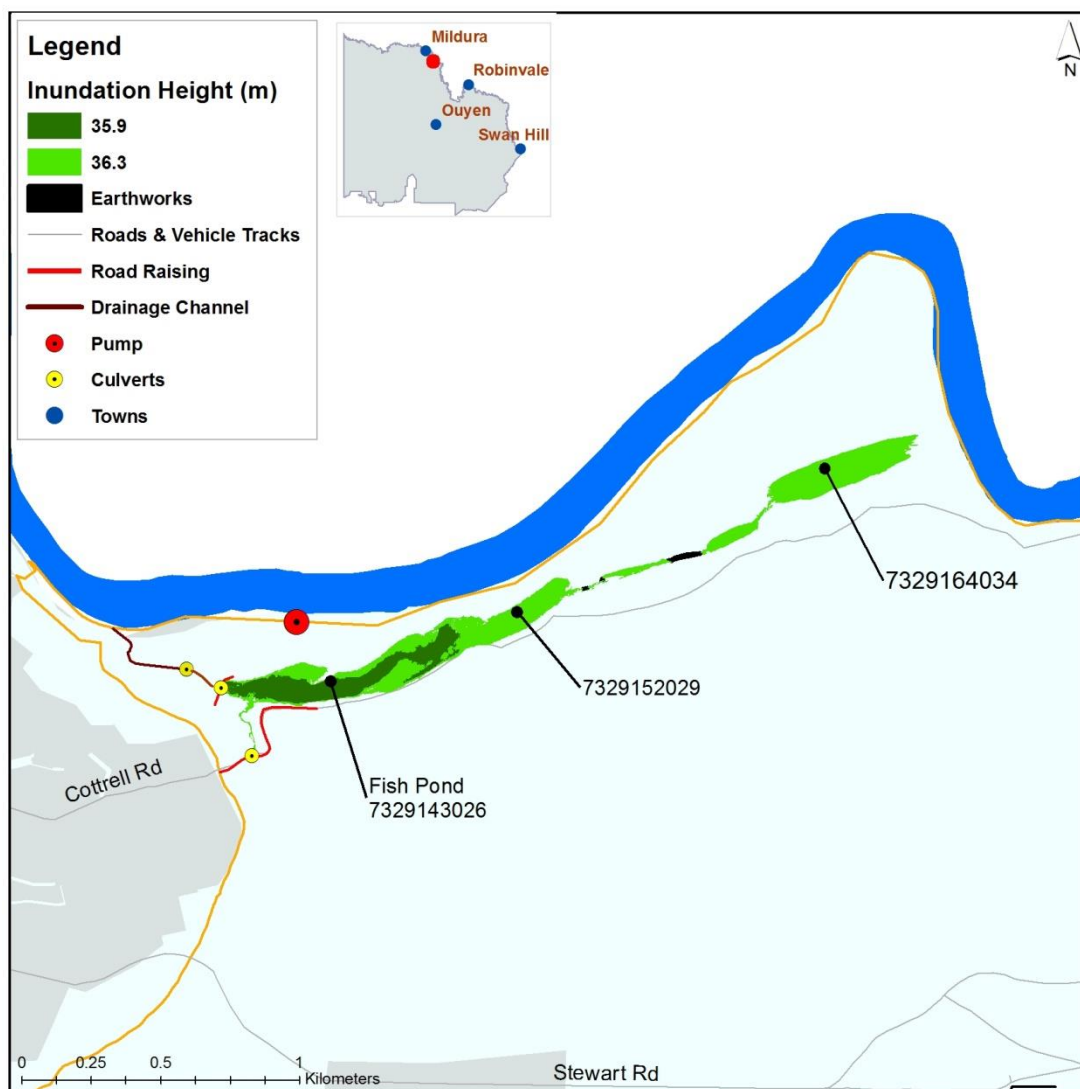 Legend
Inundation Height (m)
35.9
36.3
Earthworks
Roads & Vehicle Tracks
Road Raising
Drainage Channel
Pump
Culverts
Towns
Mildura
Robinvale
Ouyen
Swan Hill
N
7329164034
7329152029
Fish Pond
7329143026
Cottrell Rd
0 0.25 0.5 1
Kilometers
Stewart Rd